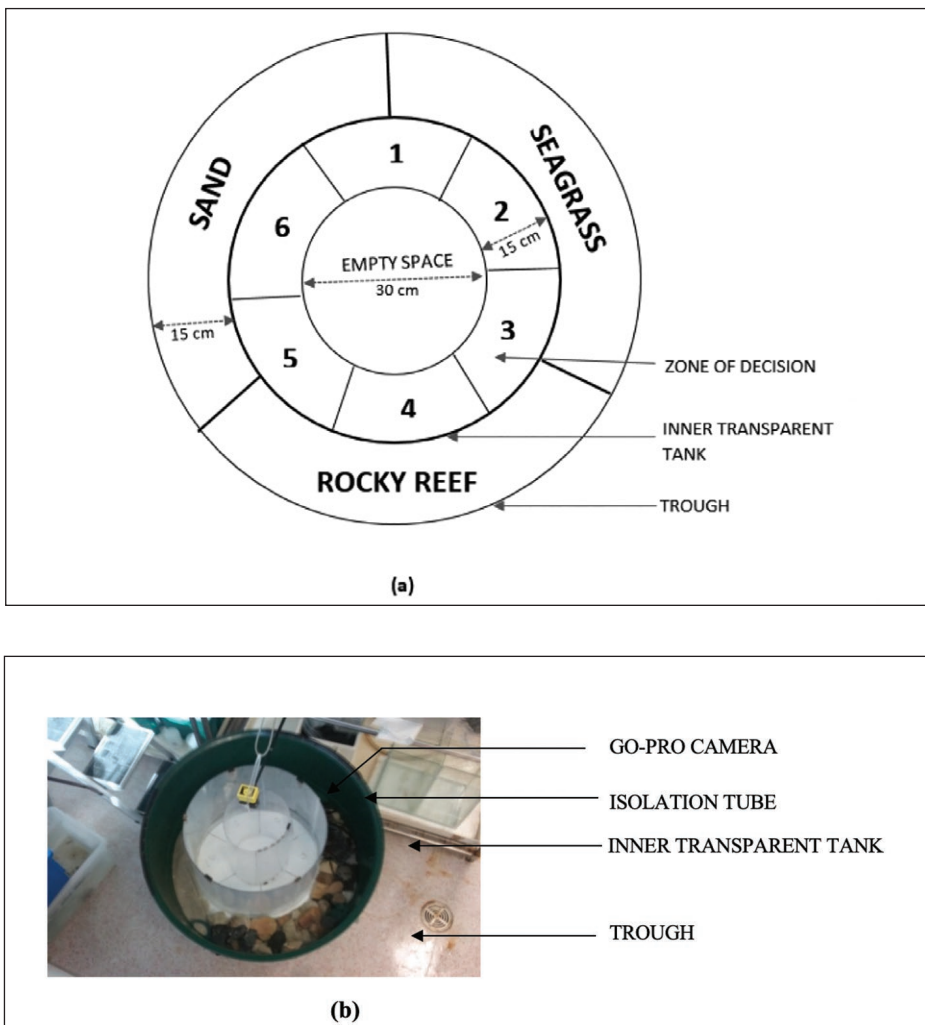 SAND
SEAGRASS
1
2
6
15 cm
EMPTY SPACE
30 cm
15 cm
3
5
4
ZONE OF DECISION
INNER TRANSPARENT
TANK
ROCKY REEF
TROUGH
(a)
GO-PRO CAMERA
ISOLATION TUBE
INNER TRANSPARENT TANK
TROUGH
(b)